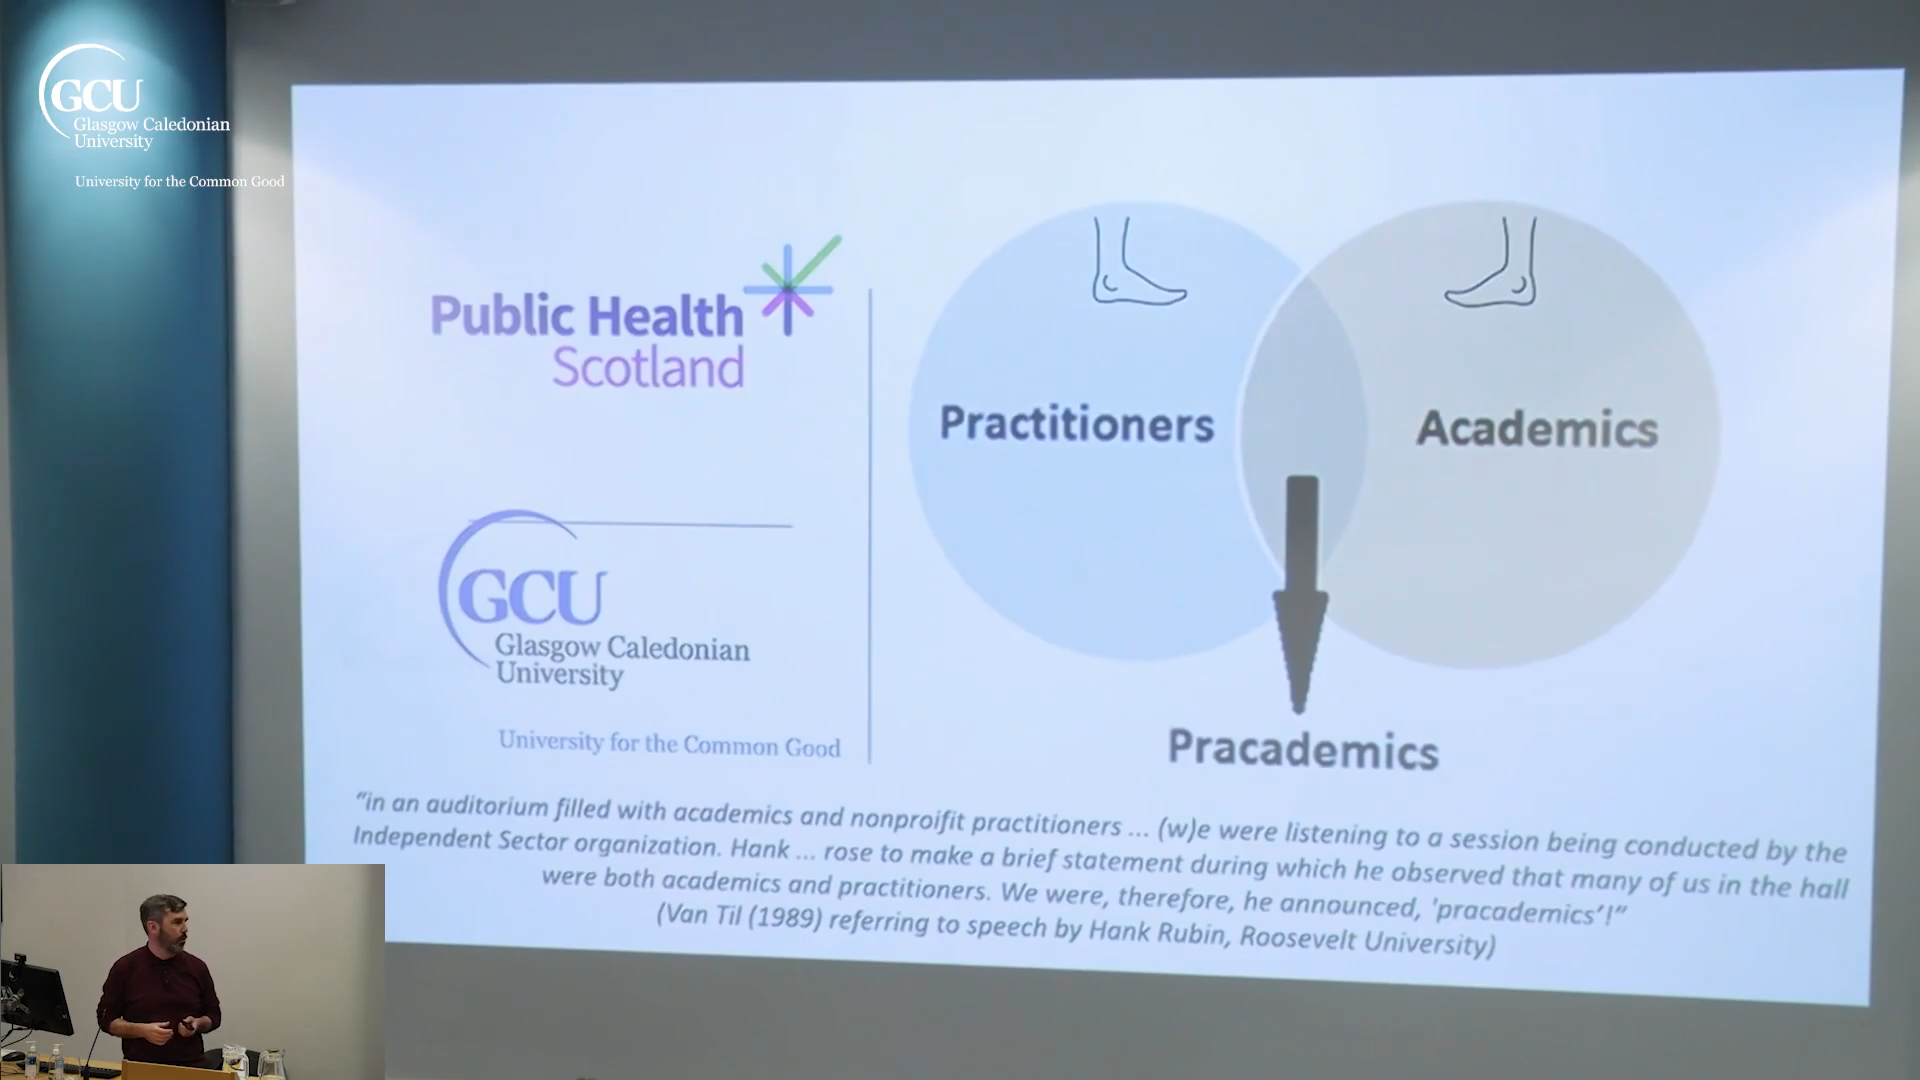 GCU
Glasgow Caledonian
University
University for the Common Good
Public Health
Scotland
GCU
Glasgow Caledonian
University
University for the Common Good
Practitioners
Academics
Pracademics
“in an auditorium filled with academics and nonproifit practitioners ... (w)e were listening to a session being conducted by the
Independent Sector organization. Hank ... rose to make a brief statement during which he observed that many of us in the hall
were both academics and practitioners. We were, therefore, he announced, 'pracademics'!”
(Van Til (1989) referring to speech by Hank Rubin, Roosevelt University)